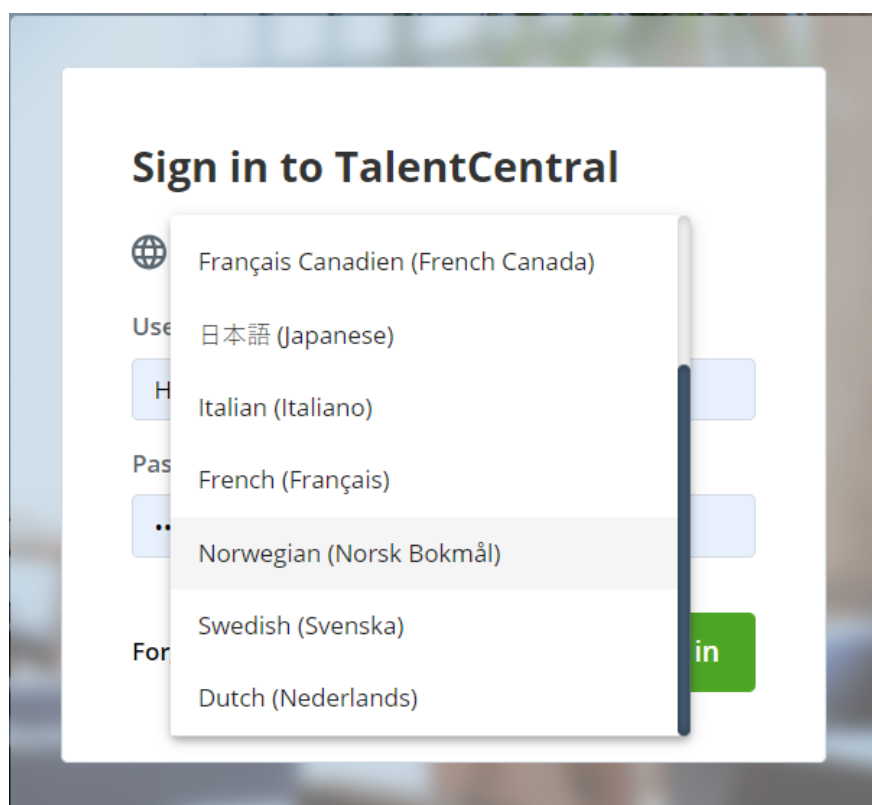 Sign in to TalentCentral
Français Canadien (French Canada)
Use
日本語 (Japanese)
H
Italian (Italiano)
Pas
French (Français)
Norwegian (Norsk Bokmål)
Swedish (Svenska)
For
in
Dutch (Nederlands)